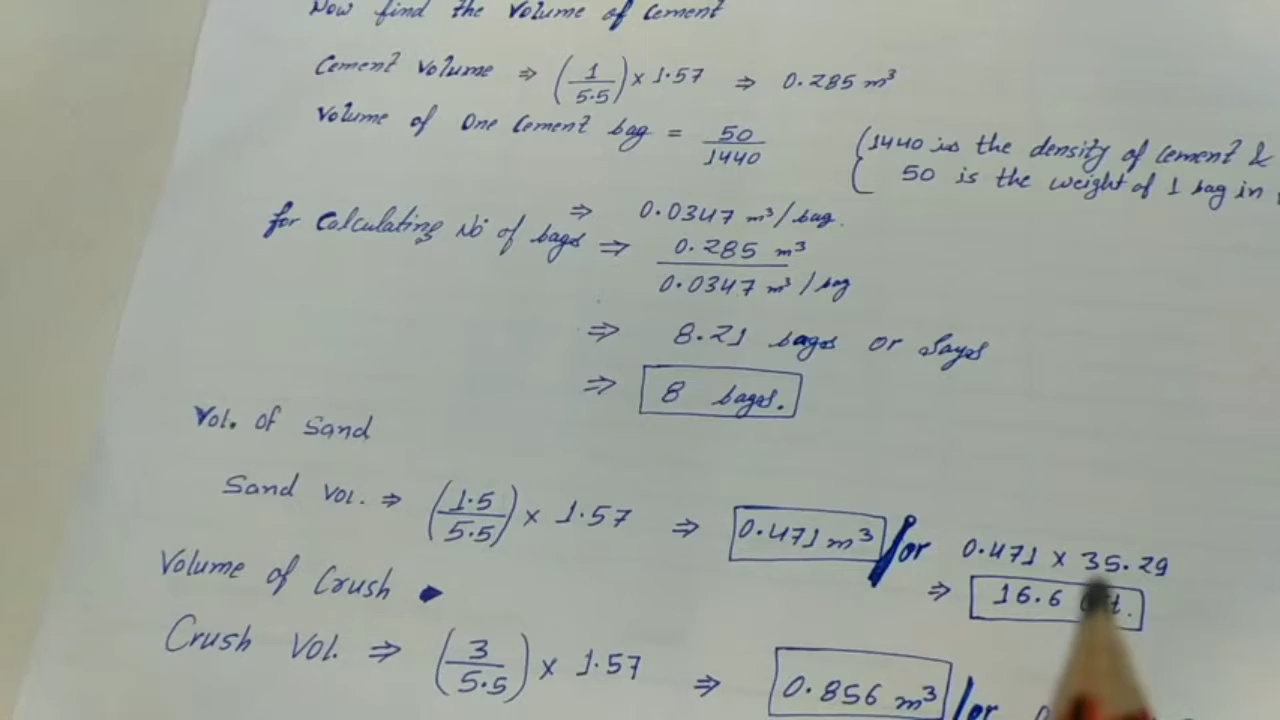 Now find the Volume of Cement
Cement Volume ⇒ (1/5.5) × 1.57 ⇒ 0.285 m³
Volume of One Cement bag = 50/1440 (1440 is the density of cement &
50 is the weight of 1 bag in
⇒ 0.0347 m³/bag.
for Calculating No of bags ⇒ 0.285 m³ / 0.0347 m³/bag
⇒ 8.21 bags or Says
⇒ 8 bags.
Vol. of Sand
Sand Vol. ⇒ (1.5/5.5) × 1.57 ⇒ 0.471 m³/or 0.471 × 35.29
⇒ 16.6
Volume of Crush
Crush Vol. ⇒ (3/5.5) × 1.57 ⇒ 0.856 m³/or